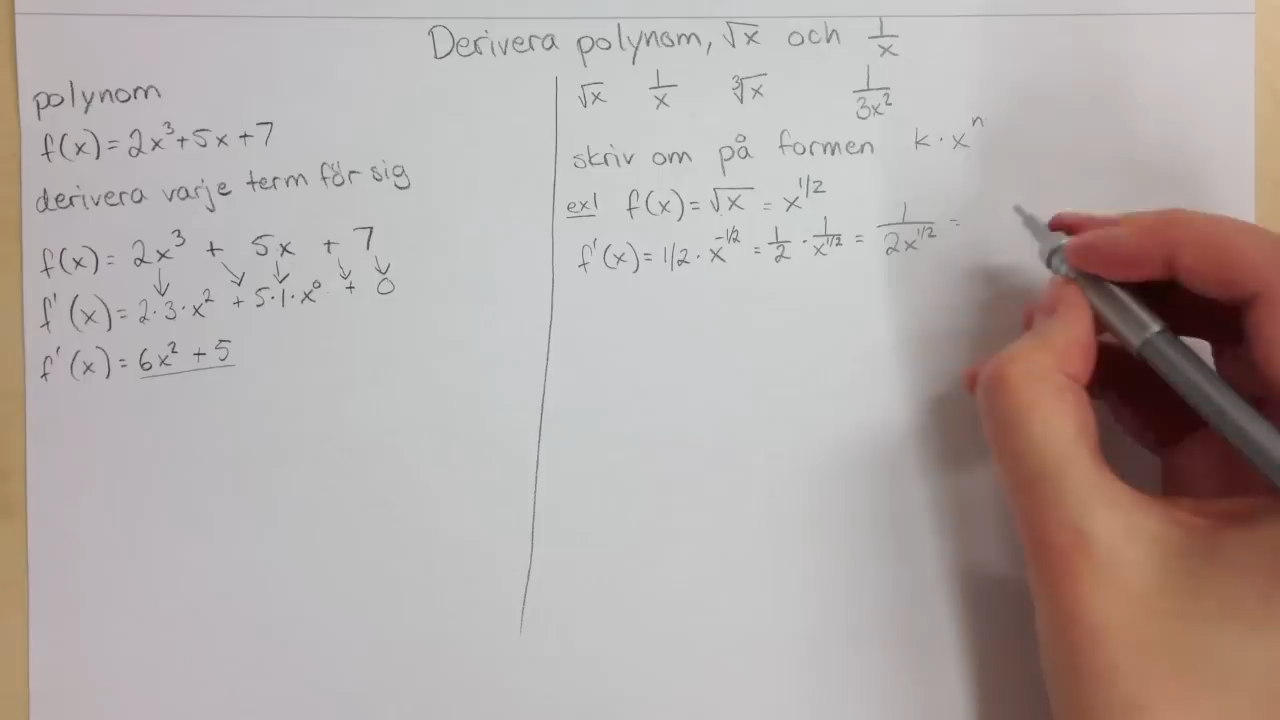 Derivera polynom, √x och 1/x
polynom
f(x) = 2x³+5x+7
derivera varje term för sig
f(x) = 2x³ + 5x + 7
f'(x) = 2·3·x² + 5·1·x⁰ + 0
f'(x) = 6x² + 5
√x 1/x ∛x 1/3x²
skriv om på formen k·xⁿ
ex1 f(x) = √x = x^1/2
f'(x) = 1/2 · x^-1/2 = 1/2 · 1/x^1/2 = 1/2x^1/2 =